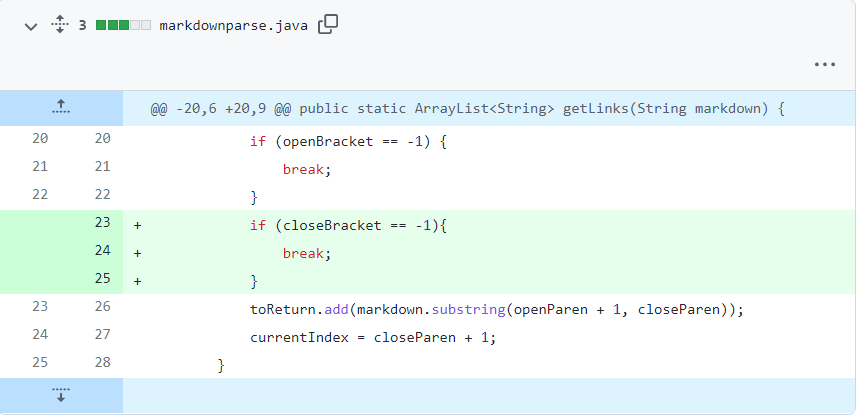 3 markdownparse.java
...
@@ -20,6 +20,9 @@ public static ArrayList<String> getLinks(String markdown) {
20 20 if (openBracket == -1) {
21 21 break;
22 22 }
23 + if (closeBracket == -1){
24 + break;
25 + }
23 26 toReturn.add(markdown.substring(openParen + 1, closeParen));
24 27 currentIndex = closeParen + 1;
25 28 }